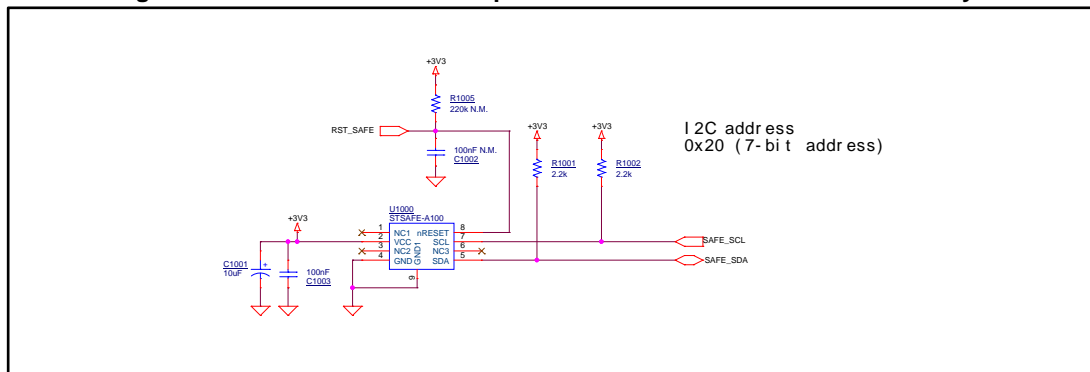 +3V3
R1005
220k N.M.
RST_SAFE
+3V3
+3V3
I2C address
0x20 (7-bit address)
100nF N.M.
C1002
R1001
2.2k
R1002
2.2k
U1000
STSAFE-A100
+3V3
1
NC1
nRESET
8
2
VCC
SCL
7
3
NC2
NC3
6
4
GND
GND1
SDA
5
9
SAFE_SCL
SAFE_SDA
C1001
10uF
+
100nF
C1003